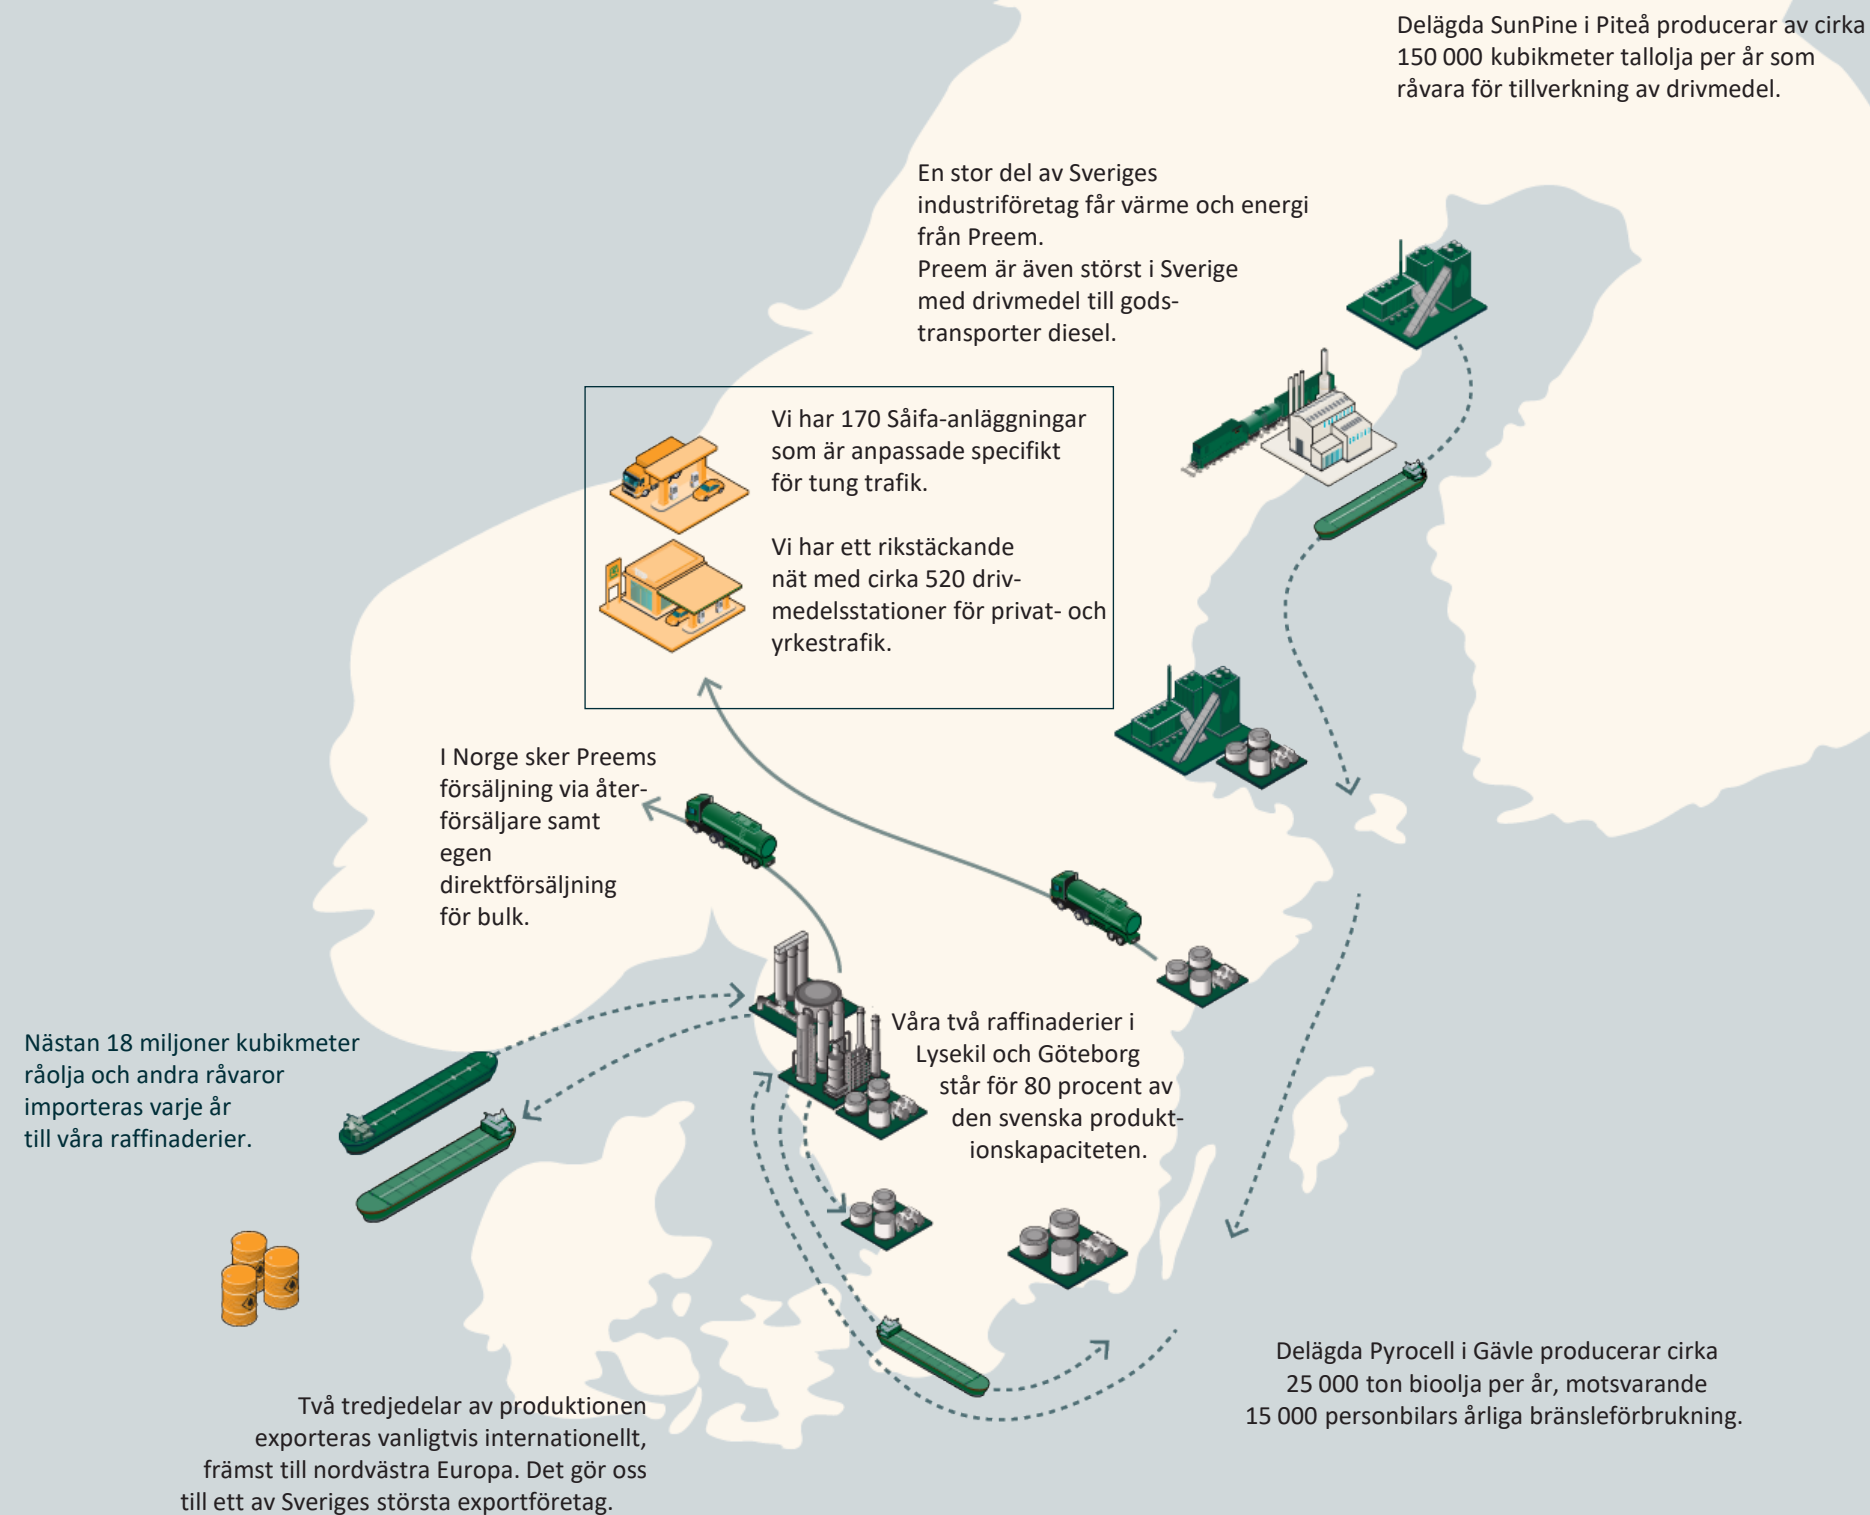 Delägda SunPine i Piteå producerar av cirka
150 000 kubikmeter tallolja per år som
råvara för tillverkning av drivmedel.
En stor del av Sveriges
industriföretag får värme och energi
från Preem.
Preem är även störst i Sverige
med drivmedel till gods-
transporter diesel.
Vi har 170 Såifa-anläggningar
som är anpassade specifikt
för tung trafik.
Vi har ett rikstäckande
nät med cirka 520 driv-
medelsstationer för privat- och
yrkestrafik.
I Norge sker Preems
försäljning via åter-
försäljare samt
egen
direktförsäljning
för bulk.
Våra två raffinaderier i
Lysekil och Göteborg
står för 80 procent av
den svenska produkt-
ionskapaciteten.
Nästan 18 miljoner kubikmeter
råolja och andra råvaror
importeras varje år
till våra raffinaderier.
Delägda Pyrocell i Gävle producerar cirka
25 000 ton bioolja per år, motsvarande
15 000 personbilars årliga bränsleförbrukning.
Två tredjedelar av produktionen
exporteras vanligtvis internationellt,
främst till nordvästra Europa. Det gör oss
till ett av Sveriges största exportföretag.